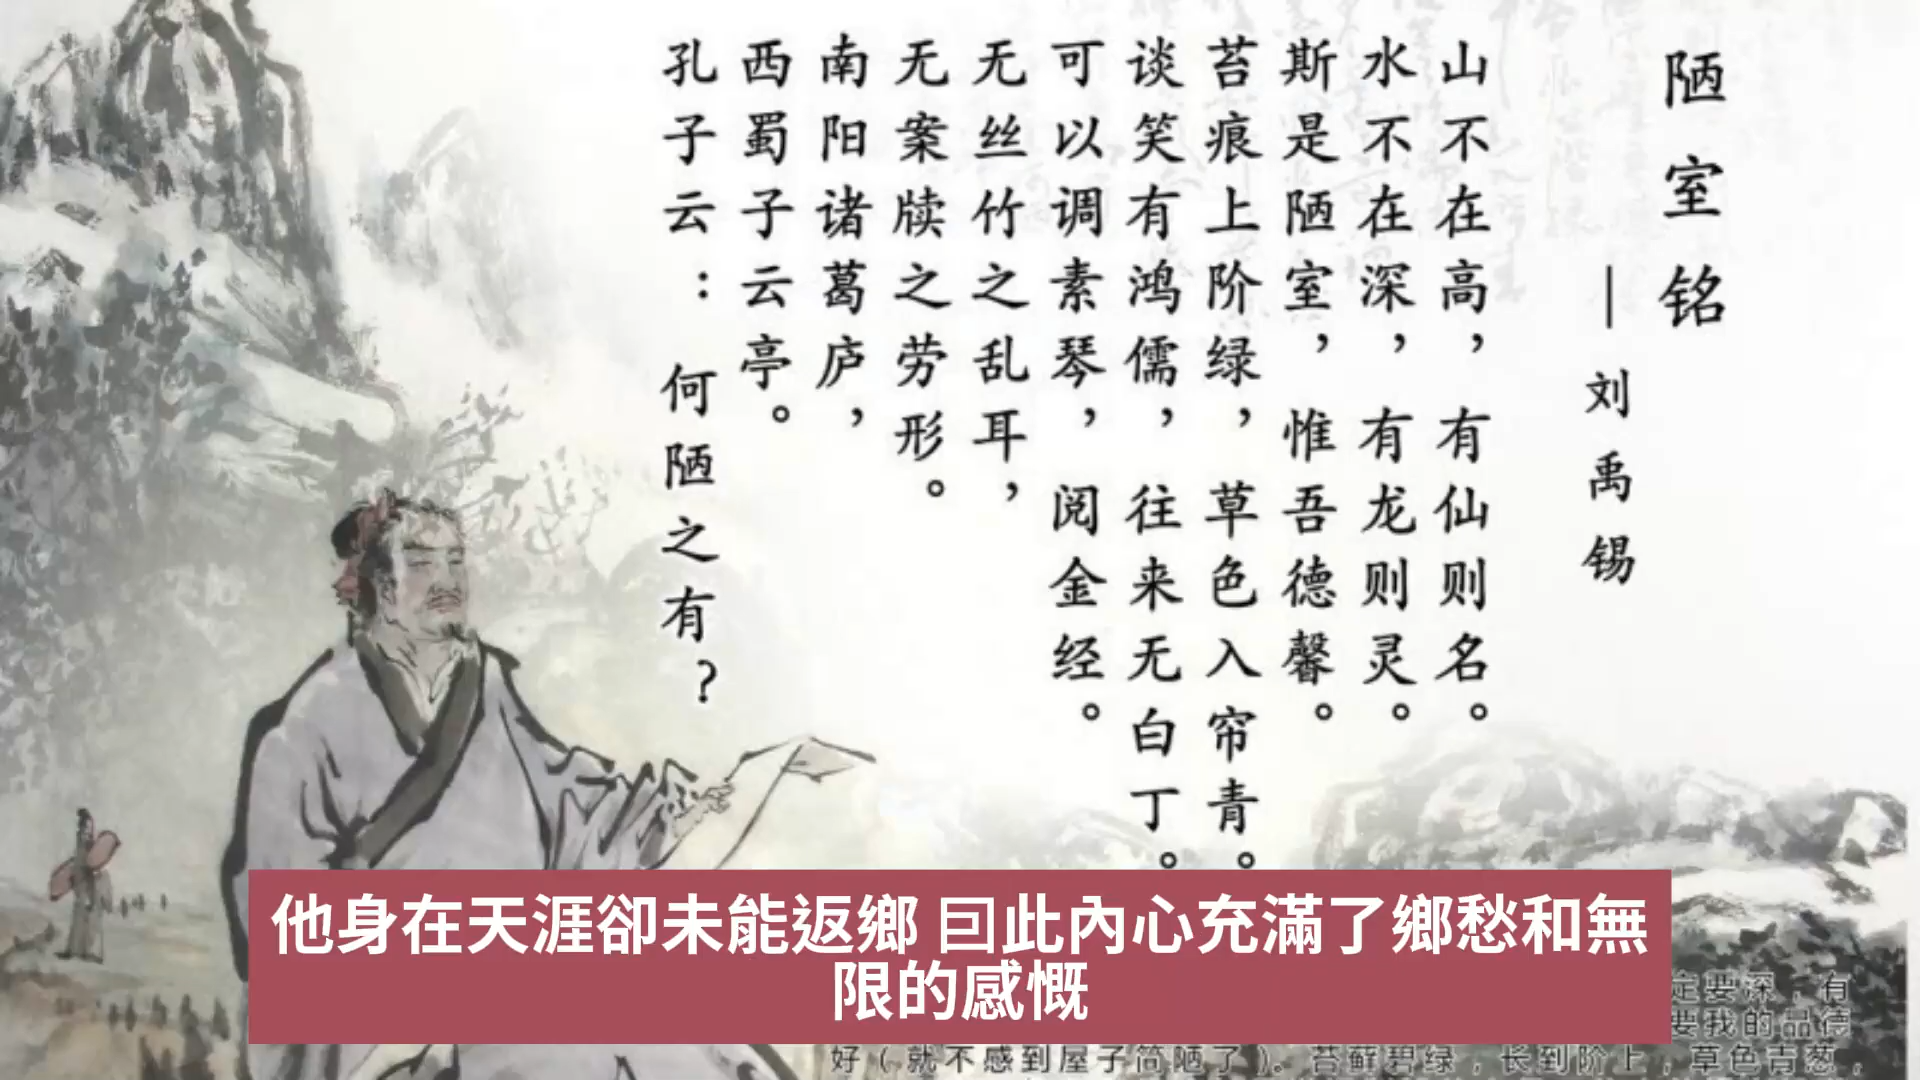 陋室铭
—刘禹锡
山不在高，有仙则名。
水不在深，有龙则灵。
斯是陋室，惟吾德馨。
苔痕上阶绿，草色入帘青。
谈笑有鸿儒，往来无白丁。
可以调素琴，阅金经。
无丝竹之乱耳，
无案牍之劳形。
南阳诸葛庐，
西蜀子云亭。
孔子云：何陋之有？
他身在天涯卻未能返鄉 曰此內心充滿了鄉愁和無
限的感慨
定要深，有
要我的品德
好（就不感到屋子简陋了）。苔藓碧绿，长到阶上，草色青葱，